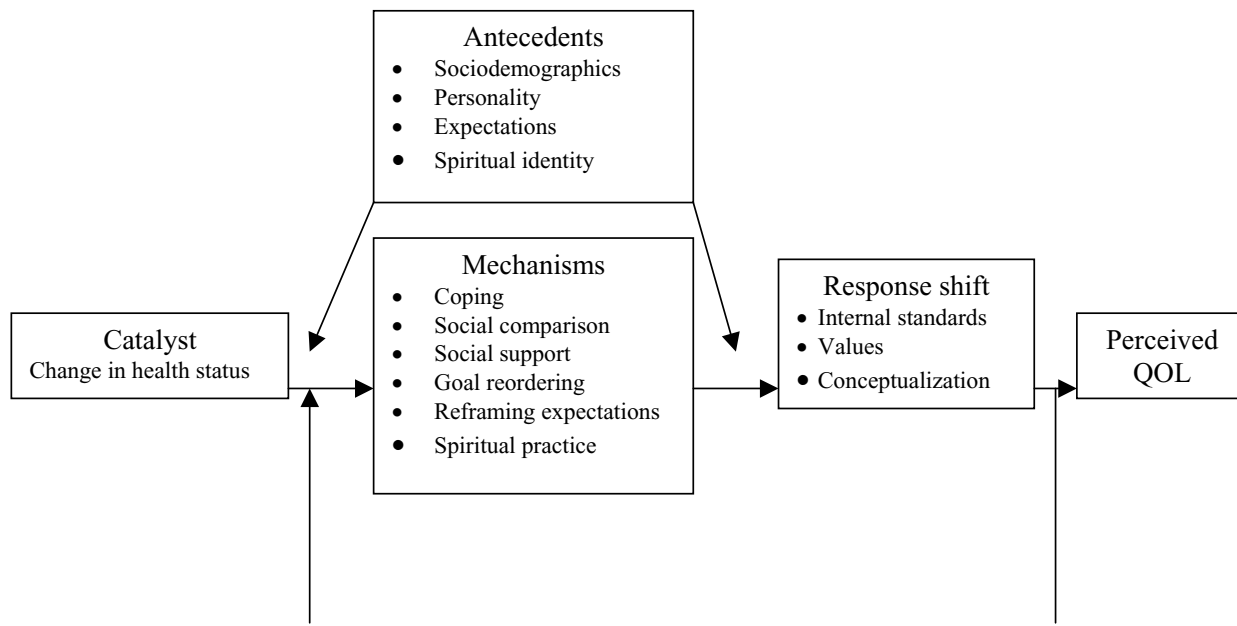 Antecedents
• Sociodemographics
• Personality
• Expectations
• Spiritual identity
Catalyst
Change in health status
Mechanisms
• Coping
• Social comparison
• Social support
• Goal reordering
• Reframing expectations
• Spiritual practice
Response shift
• Internal standards
• Values
• Conceptualization
Perceived
QOL